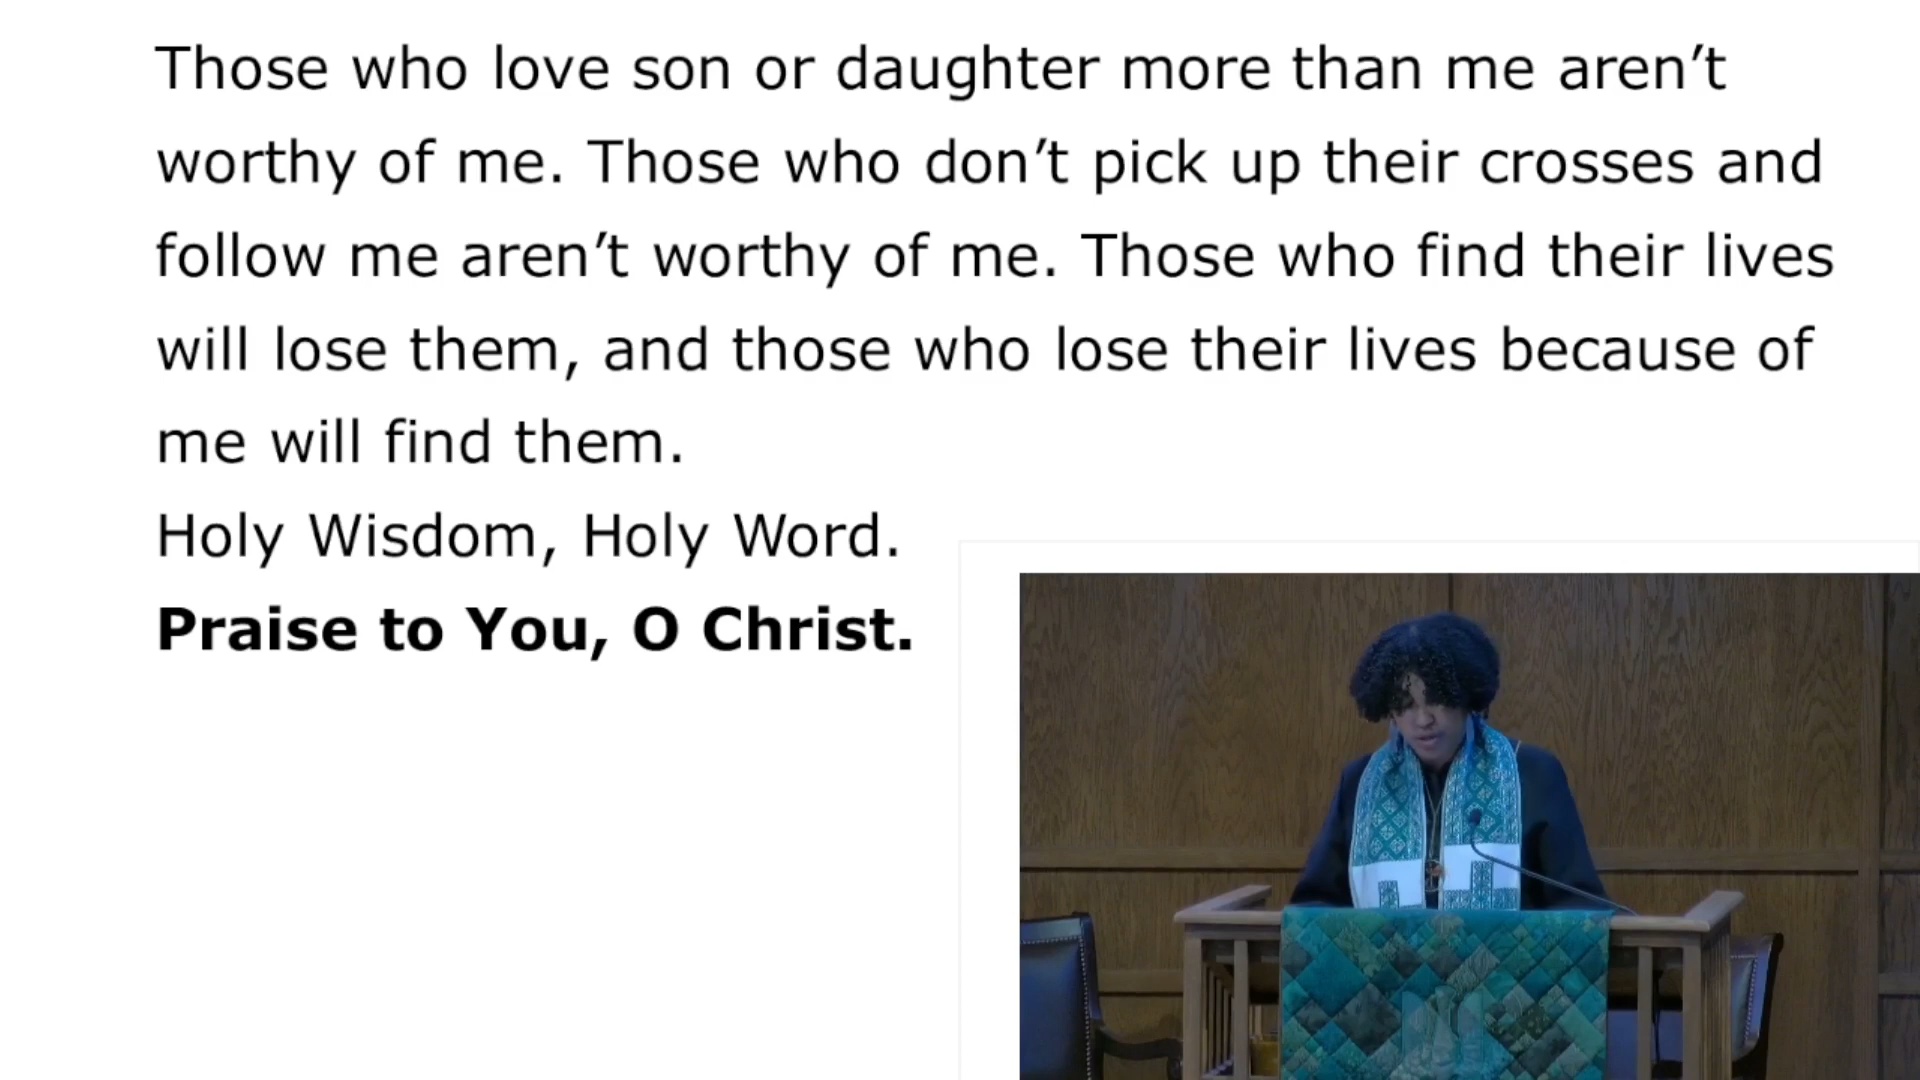 Those who love son or daughter more than me aren’t
worthy of me. Those who don’t pick up their crosses and
follow me aren’t worthy of me. Those who find their lives
will lose them, and those who lose their lives because of
me will find them.
Holy Wisdom, Holy Word.
Praise to You, O Christ.